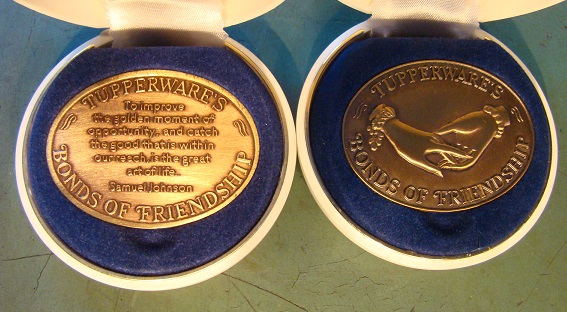 TUPPERWARE'S
To improve
the golden moment of
opportunity, and catch
the good that is within
our reach, is the great
art of life.
Samuel Johnson
BONDS OF FRIENDSHIP
TUPPERWARE'S
BONDS OF FRIENDSHIP